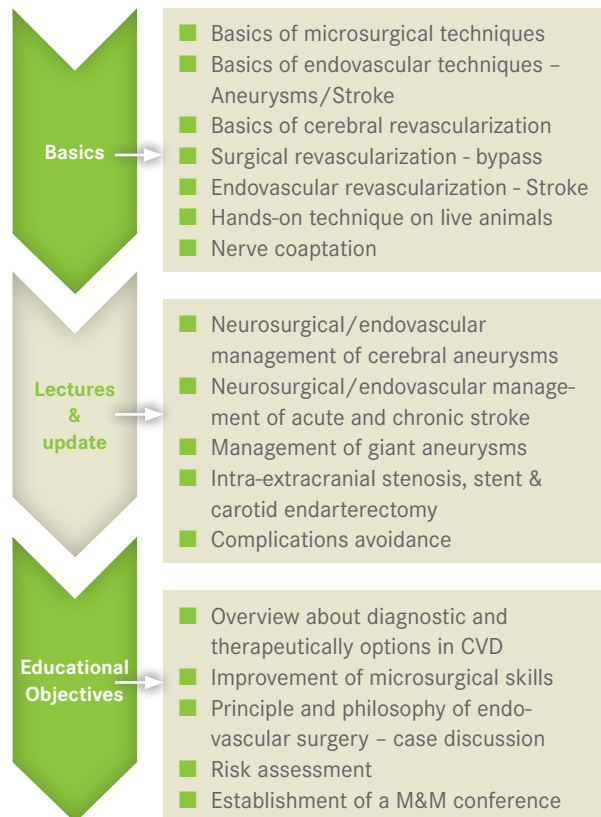 Basics
■ Basics of microsurgical techniques
■ Basics of endovascular techniques –
Aneurysms/Stroke
■ Basics of cerebral revascularization
■ Surgical revascularization - bypass
■ Endovascular revascularization - Stroke
■ Hands-on technique on live animals
■ Nerve coaptation
Lectures
&
update
■ Neurosurgical/endovascular
management of cerebral aneurysms
■ Neurosurgical/endovascular manage-
ment of acute and chronic stroke
■ Management of giant aneurysms
■ Intra-extracranial stenosis, stent &
carotid endarterectomy
■ Complications avoidance
Educational
Objectives
■ Overview about diagnostic and
therapeutically options in CVD
■ Improvement of microsurgical skills
■ Principle and philosophy of endo-
vascular surgery – case discussion
■ Risk assessment
■ Establishment of a M&M conference